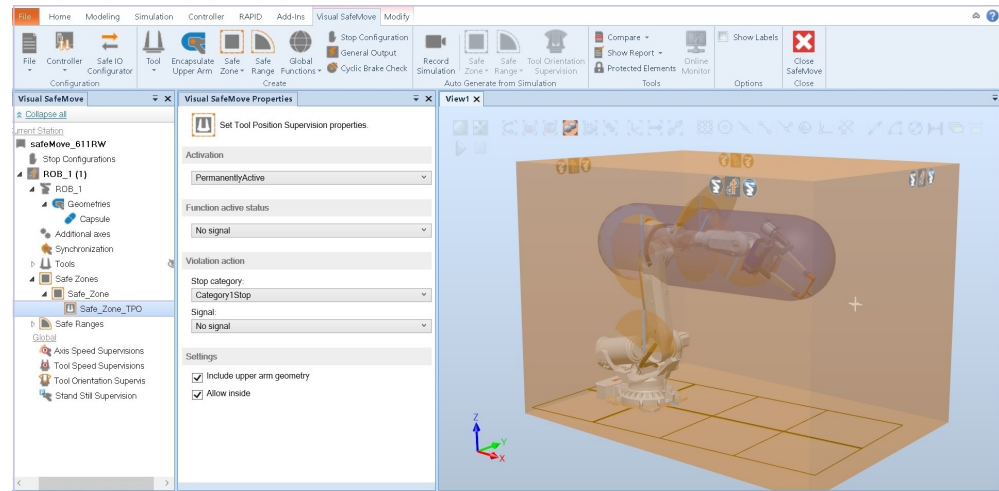 File Home Modeling Simulation Controller RAPID Add-Ins Visual SafeMove Modify
Stop Configuration
General Output
Cyclic Brake Check
Compare
Show Report
Protected Elements
Show Labels
File Controller Safe IO Configurator Tool Encapsulate Upper Arm Safe Zone Safe Range Global Functions Record Simulation Safe Zone Safe Range Tool Orientation Supervision Online Monitor Close SafeMove
Configuration Create Auto Generate from Simulation Tools Options Close
Visual SafeMove
Collapse all
urrent Station
safeMove_611RW
Stop Configurations
ROB_1 (1)
ROB_1
Geometries
Capsule
Additional axes
Synchronization
Tools
Safe Zones
Safe_Zone
Safe_Zone_TPO
Safe Ranges
Global
Axis Speed Supervisions
Tool Speed Supervisions
Tool Orientation Supervis
Stand Still Supervision
Visual SafeMove Properties
Set Tool Position Supervision properties.
Activation
PermanentlyActive
Function active status
No signal
Violation action
Stop category:
Category1Stop
Signal:
No signal
Settings
Include upper arm geometry
Allow inside
View1
Z
Y
X